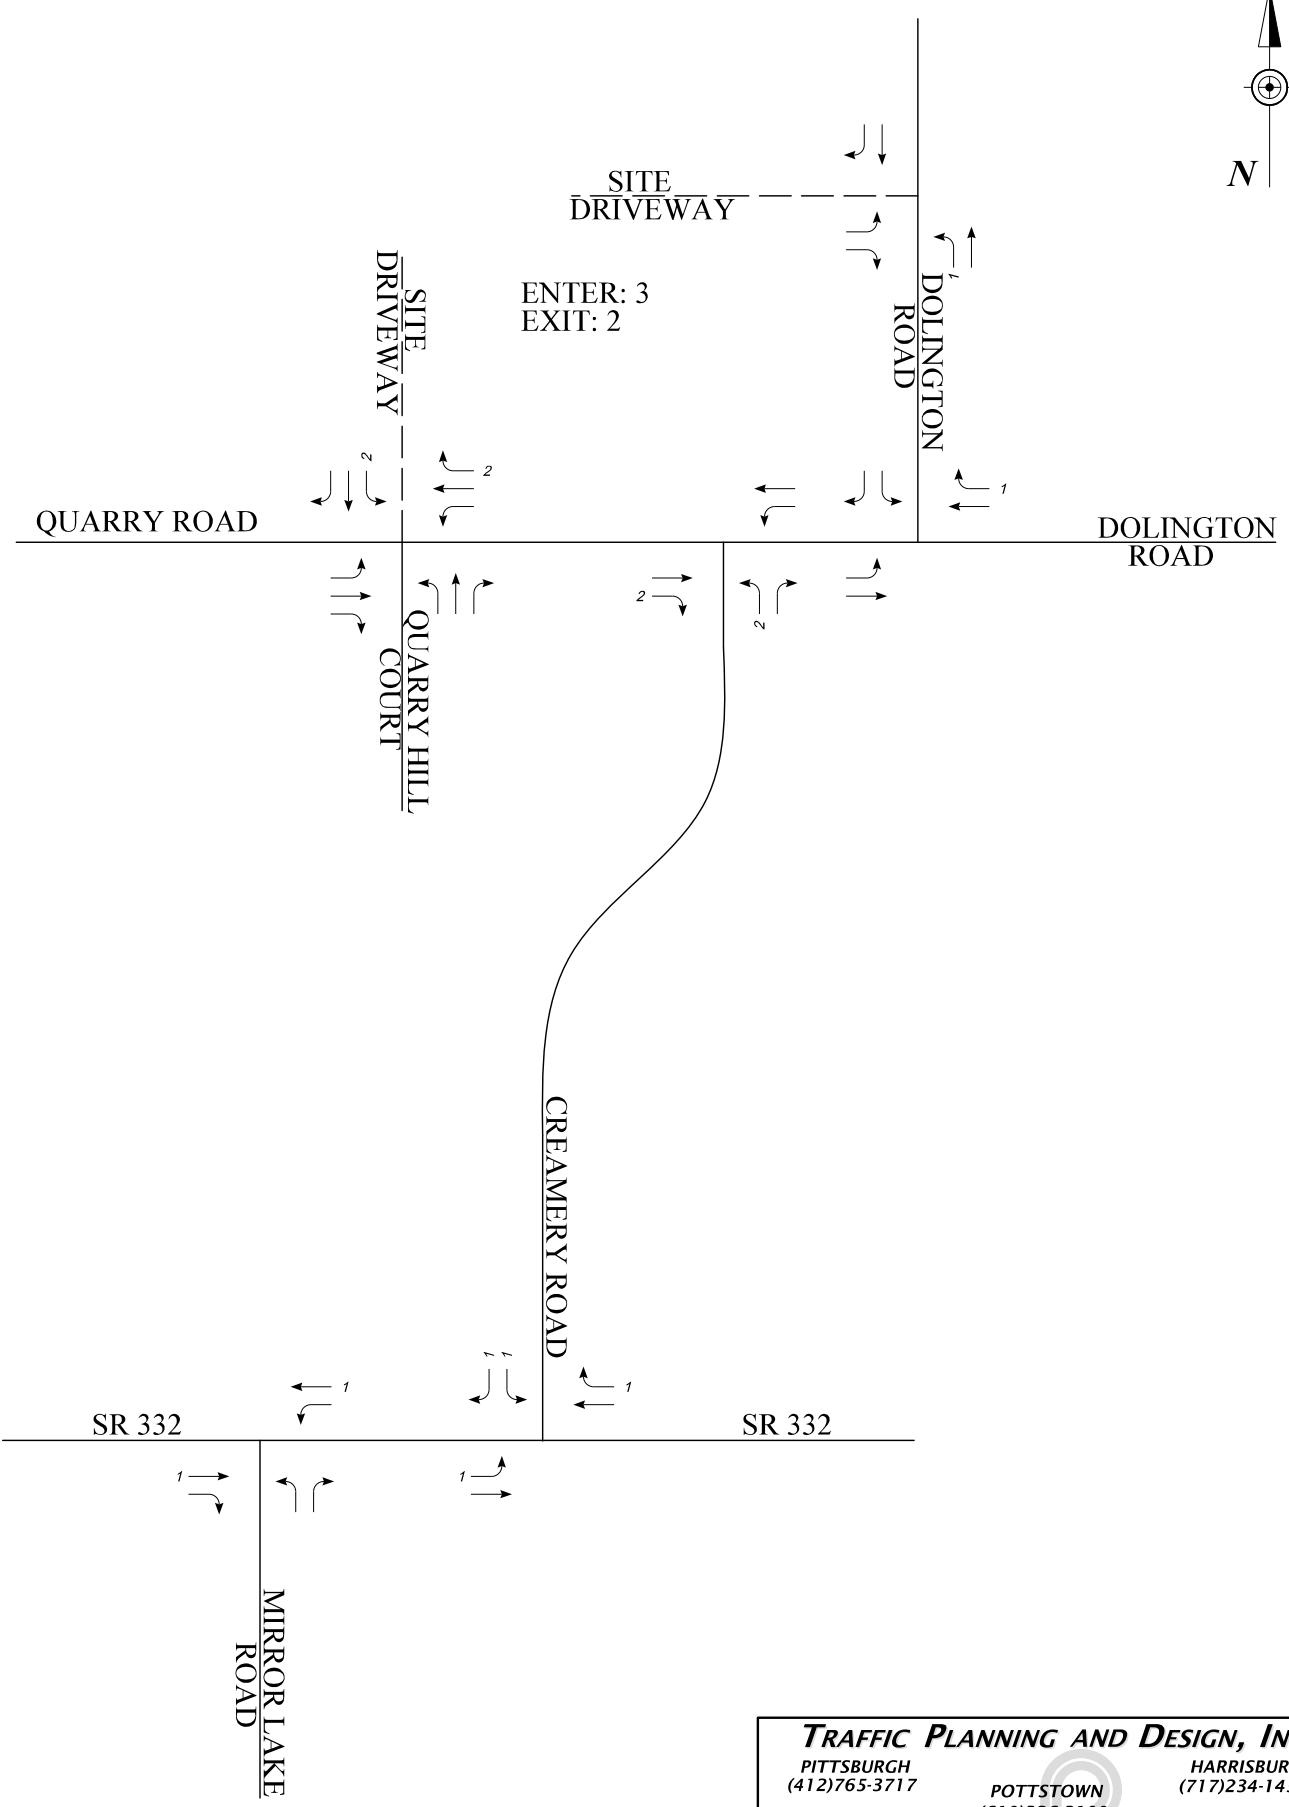 N
SITE
DRIVEWAY
1
SITE
DRIVEWAY
ENTER: 3
EXIT: 2
DOLINGTON
ROAD
2
2
1
QUARRY ROAD
DOLINGTON
ROAD
2
2
QUARRY HILL
COURT
CREAMERY ROAD
1
1
1
1
SR 332
SR 332
1
1
MIRROR LAKE
ROAD
TRAFFIC PLANNING AND DESIGN,
PITTSBURGH
(412)765-3717
POTTSTOWN